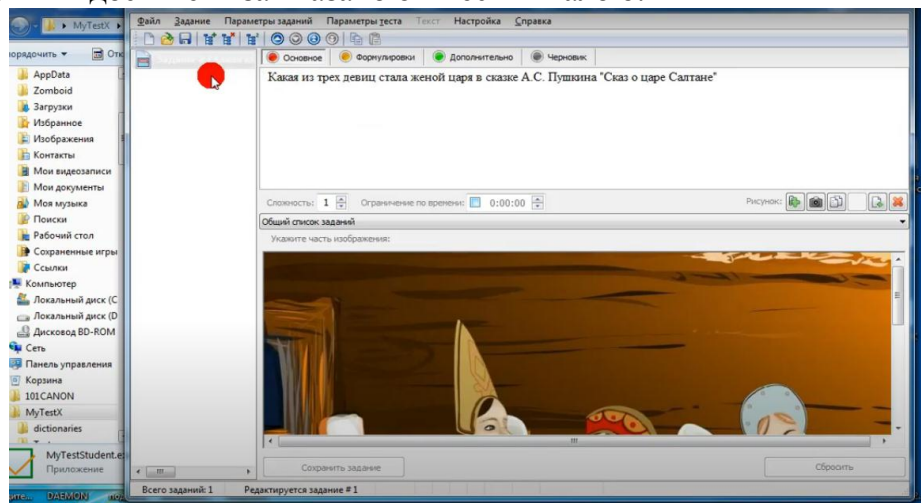 MyTestX
Файл Задание Параметры заданий Параметры теста Текст Настройка Справка
порядочить
Основное Формулировки Дополнительно Черновик
Какая из трех девиц стала женой царя в сказке А.С. Пушкина "Сказ о царе Салтане"
AppData
Zomboid
Загрузки
Избранное
Изображения
Контакты
Мои видеозаписи
Мои документы
Моя музыка
Поиски
Рабочий стол
Сохраненные игры
Ссылки
Компьютер
Локальный диск (C
Локальный диск (D
Дисковод BD-ROM
Сеть
Панель управления
Корзина
101CANON
MyTestX
dictionaries
Сложность: 1 Ограничение по времени: 0:00:00 Рисунок:
Общий список заданий
Укажите часть изображения:
MyTestStudent.e
Приложение
Сохранить задание Сбросить
Всего заданий: 1 Редактируется задание # 1
DAEMON